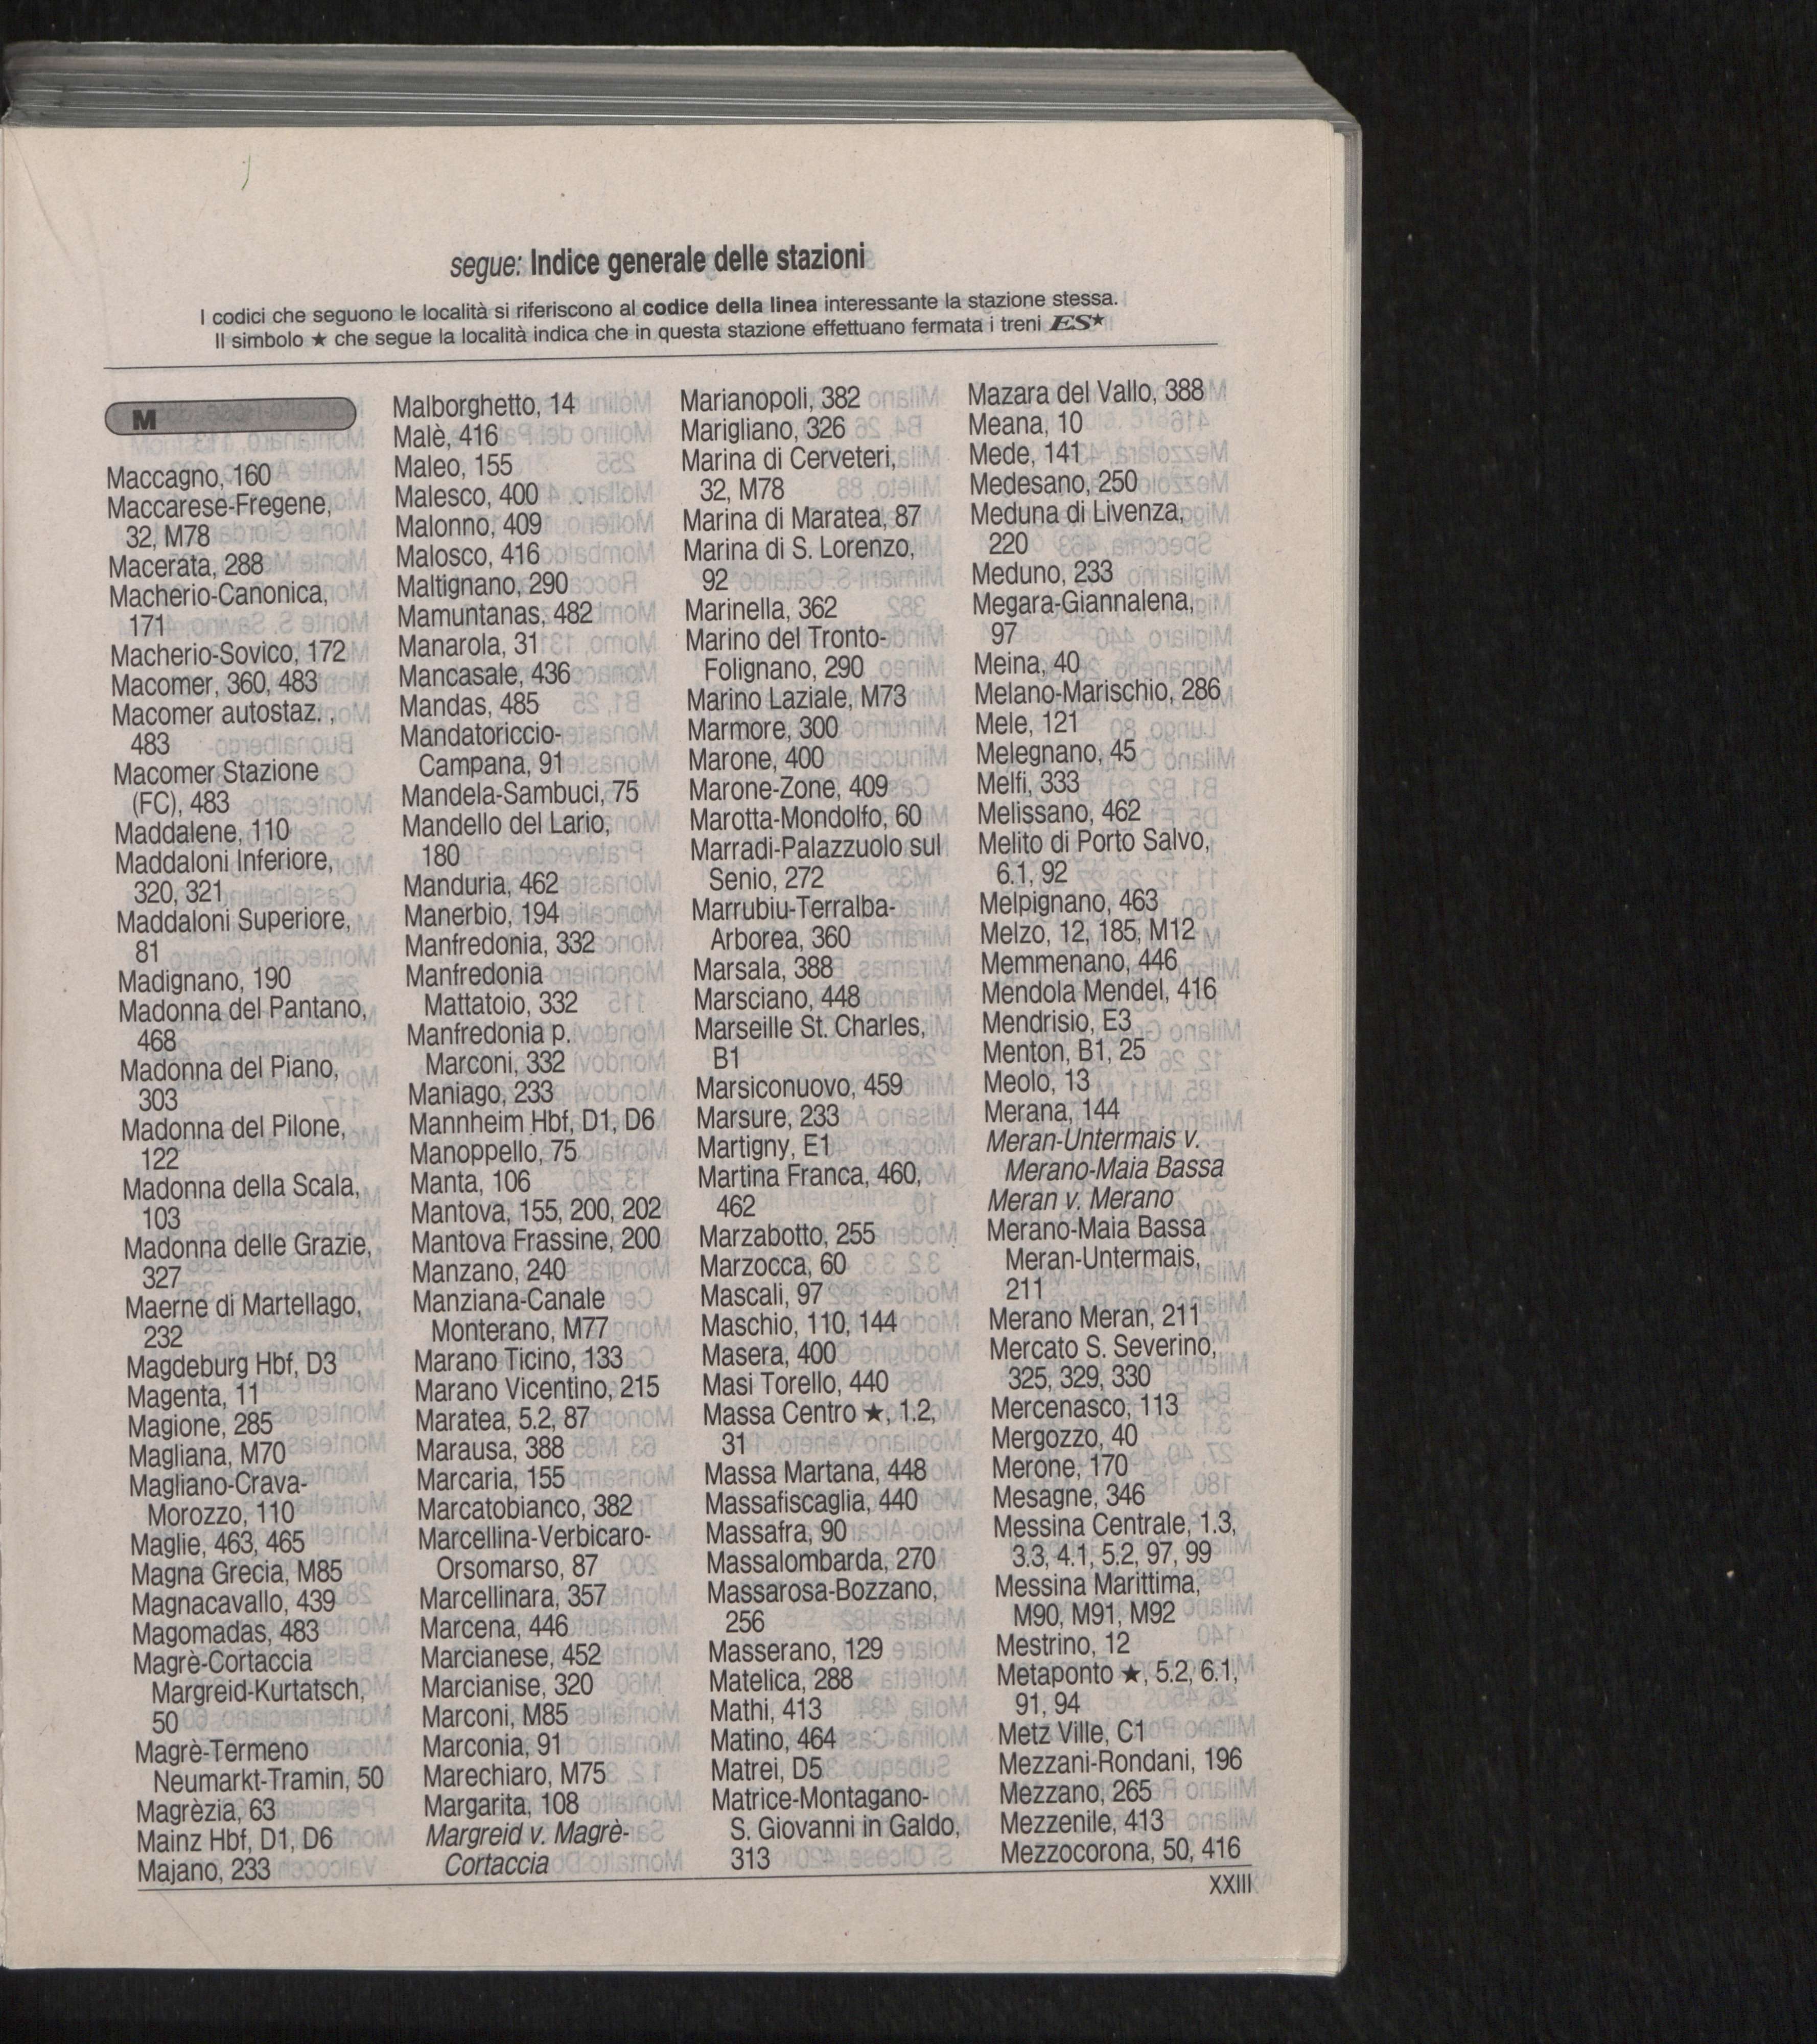 segue: Indice generale delle stazioni
I codici che seguono le località si riferiscono al codice della linea interessante la stazione stessa.
Il simbolo ★ che segue la località indica che in questa stazione effettuano fermata i treni ES★
M
Maccagno, 160
Maccarese-Fregene,
32, M78
Macerata, 288
Macherio-Canonica,
171
Macherio-Sovico, 172
Macomer, 360, 483
Macomer autostaz. ,
483
Macomer Stazione
(FC), 483
Maddalene, 110
Maddaloni Inferiore,
320, 321
Maddaloni Superiore,
81
Madignano, 190
Madonna del Pantano,
468
Madonna del Piano,
303
Madonna del Pilone,
122
Madonna della Scala,
103
Madonna delle Grazie,
327
Maerne di Martellago,
232
Magdeburg Hbf, D3
Magenta, 11
Magione, 285
Magliana, M70
Magliano-Crava-
Morozzo, 110
Maglie, 463, 465
Magna Grecia, M85
Magnacavallo, 439
Magomadas, 483
Magrè-Cortaccia
Margreid-Kurtatsch,
50
Magrè-Termeno
Neumarkt-Tramin, 50
Magrèzia, 63
Mainz Hbf, D1, D6
Majano, 233
Malborghetto, 14
Malè, 416
Maleo, 155
Malesco, 400
Malonno, 409
Malosco, 416
Maltignano, 290
Mamuntanas, 482
Manarola, 31
Mancasale, 436
Mandas, 485
Mandatoriccio-
Campana, 91
Mandela-Sambuci, 75
Mandello del Lario,
180
Manduria, 462
Manerbio, 194
Manfredonia, 332
Manfredonia
Mattatoio, 332
Manfredonia p.
Marconi, 332
Maniago, 233
Mannheim Hbf, D1, D6
Manoppello, 75
Manta, 106
Mantova, 155, 200, 202
Mantova Frassine, 200
Manzano, 240
Manziana-Canale
Monterano, M77
Marano Ticino, 133
Marano Vicentino, 215
Maratea, 5.2, 87
Marausa, 388
Marcaria, 155
Marcatobianco, 382
Marcellina-Verbicaro-
Orsomarso, 87
Marcellinara, 357
Marcena, 446
Marcianese, 452
Marcianise, 320
Marconi, M85
Marconia, 91
Marechiaro, M75
Margarita, 108
Margreid v. Magrè-
Cortaccia
Marianopoli, 382
Marigliano, 326
Marina di Cerveteri,
32, M78
Marina di Maratea, 87
Marina di S. Lorenzo,
92
Marinella, 362
Marino del Tronto-
Folignano, 290
Marino Laziale, M73
Marmore, 300
Marone, 400
Marone-Zone, 409
Marotta-Mondolfo, 60
Marradi-Palazzuolo sul
Senio, 272
Marrubiu-Terralba-
Arborea, 360
Marsala, 388
Marsciano, 448
Marseille St. Charles,
B1
Marsiconuovo, 459
Marsure, 233
Martigny, E1
Martina Franca, 460,
462
Marzabotto, 255
Marzocca, 60
Mascali, 97
Maschio, 110, 144
Masera, 400
Masi Torello, 440
Massa Centro ★, 1.2,
31
Massa Martana, 448
Massafiscaglia, 440
Massafra, 90
Massalombarda, 270
Massarosa-Bozzano,
256
Masserano, 129
Matelica, 288
Mathi, 413
Matino, 464
Matrei, D5
Matrice-Montagano-
S. Giovanni in Galdo,
313
Mazara del Vallo, 388
Meana, 10
Mede, 141
Medesano, 250
Meduna di Livenza,
220
Meduno, 233
Megara-Giannalena,
97
Meina, 40
Melano-Marischio, 286
Mele, 121
Melegnano, 45
Melfi, 333
Melissano, 462
Melito di Porto Salvo,
6.1, 92
Melpignano, 463
Melzo, 12, 185, M12
Memmenano, 446
Mendola Mendel, 416
Mendrisio, E3
Menton, B1, 25
Meolo, 13
Merana, 144
Meran-Untermais v.
Merano-Maia Bassa
Meran v. Merano
Merano-Maia Bassa
Meran-Untermais,
211
Merano Meran, 211
Mercato S. Severino,
325, 329, 330
Mercenasco, 113
Mergozzo, 40
Merone, 170
Mesagne, 346
Messina Centrale, 1.3,
3.3, 4.1, 5.2, 97, 99
Messina Marittima,
M90, M91, M92
Mestrino, 12
Metaponto ★, 5.2, 6.1,
91, 94
Metz Ville, C1
Mezzani-Rondani, 196
Mezzano, 265
Mezzenile, 413
Mezzocorona, 50, 416
XXIII